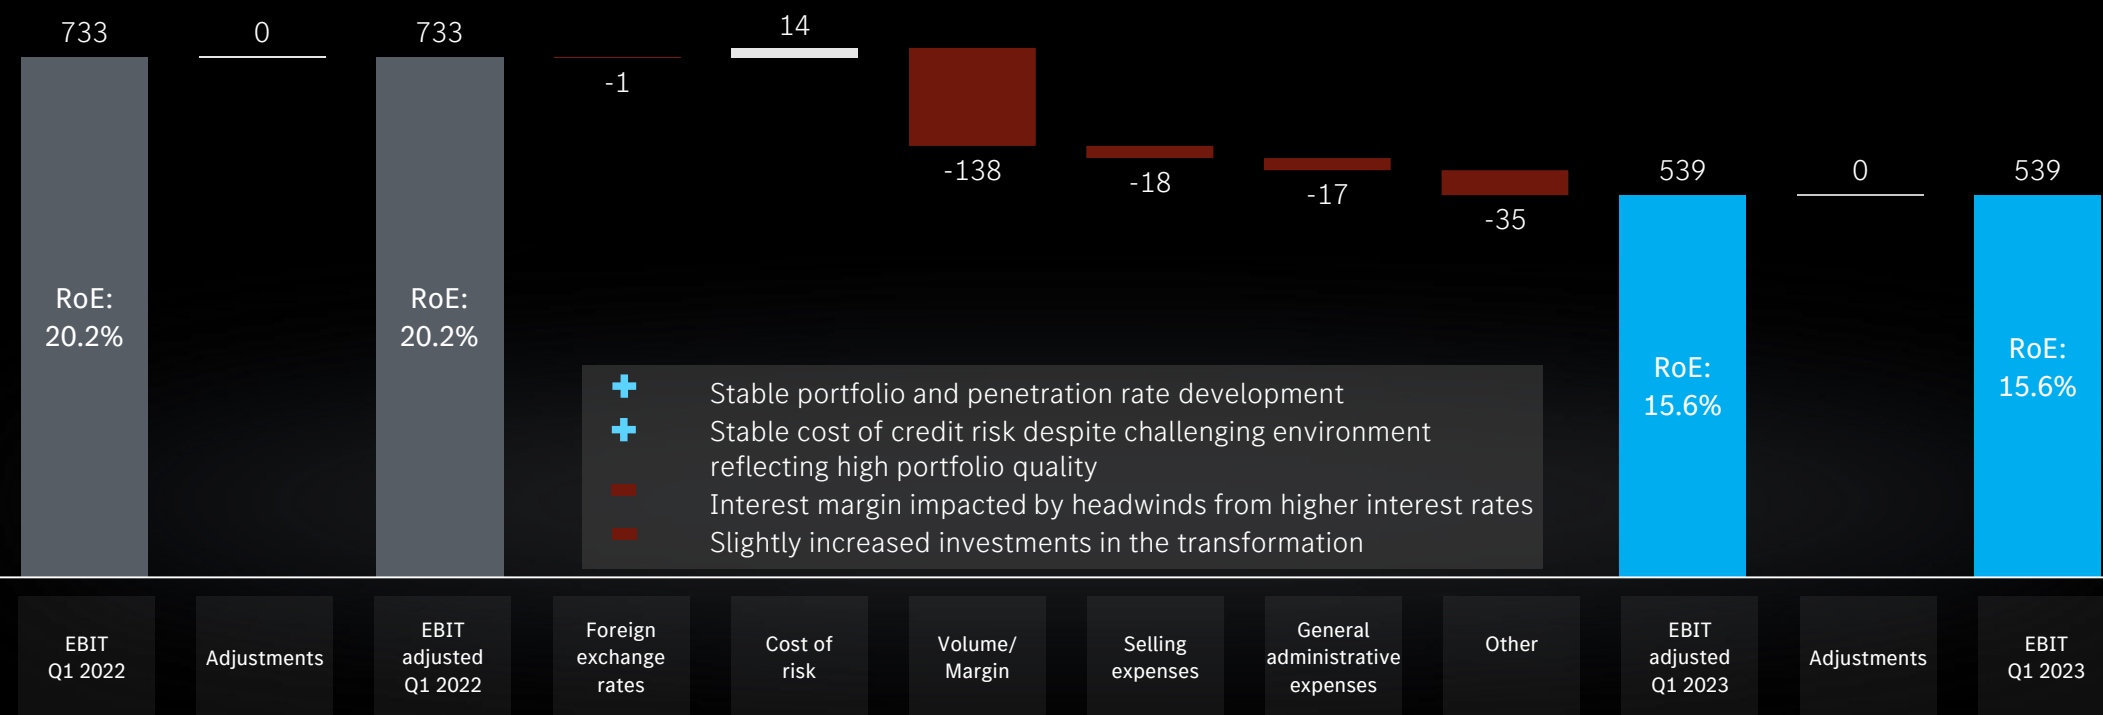 733
0
733
-1
14
-138
-18
-17
-35
539
0
539
RoE:
20.2%
RoE:
20.2%
RoE:
15.6%
RoE:
15.6%
Stable portfolio and penetration rate development
Stable cost of credit risk despite challenging environment
reflecting high portfolio quality
Interest margin impacted by headwinds from higher interest rates
Slightly increased investments in the transformation
EBIT
Q1 2022
Adjustments
EBIT
adjusted
Q1 2022
Foreign
exchange
rates
Cost of
risk
Volume/
Margin
Selling
expenses
General
administrative
expenses
Other
EBIT
adjusted
Q1 2023
Adjustments
EBIT
Q1 2023